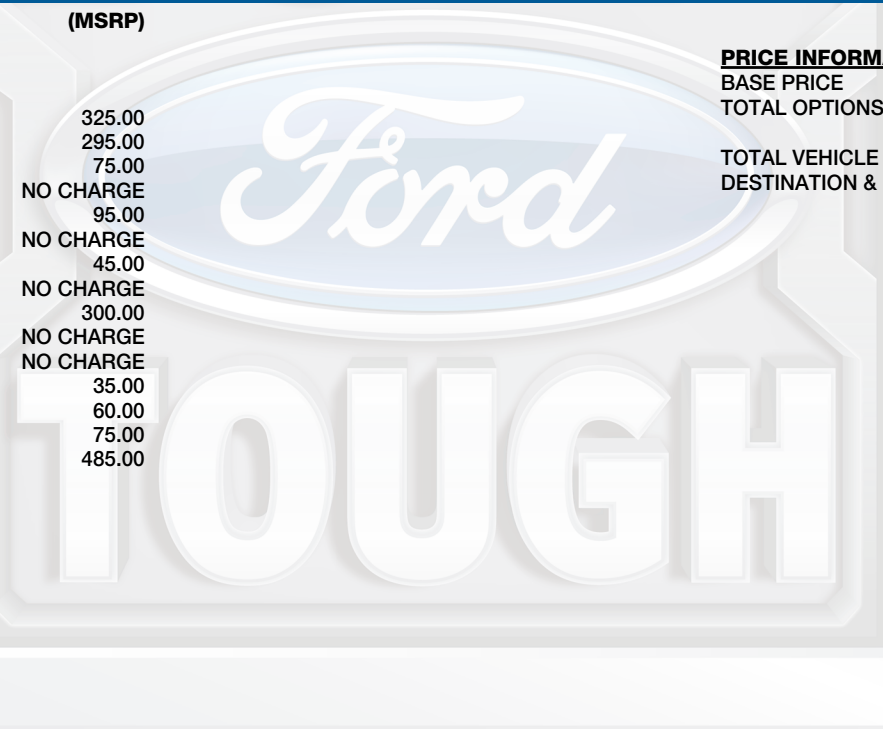 (MSRP)
325.00
295.00
75.00
NO CHARGE
95.00
NO CHARGE
45.00
NO CHARGE
300.00
NO CHARGE
NO CHARGE
35.00
60.00
75.00
485.00
PRICE INFORMA
BASE PRICE
TOTAL OPTIONS
TOTAL VEHICLE
DESTINATION &
Ford
TOUGH